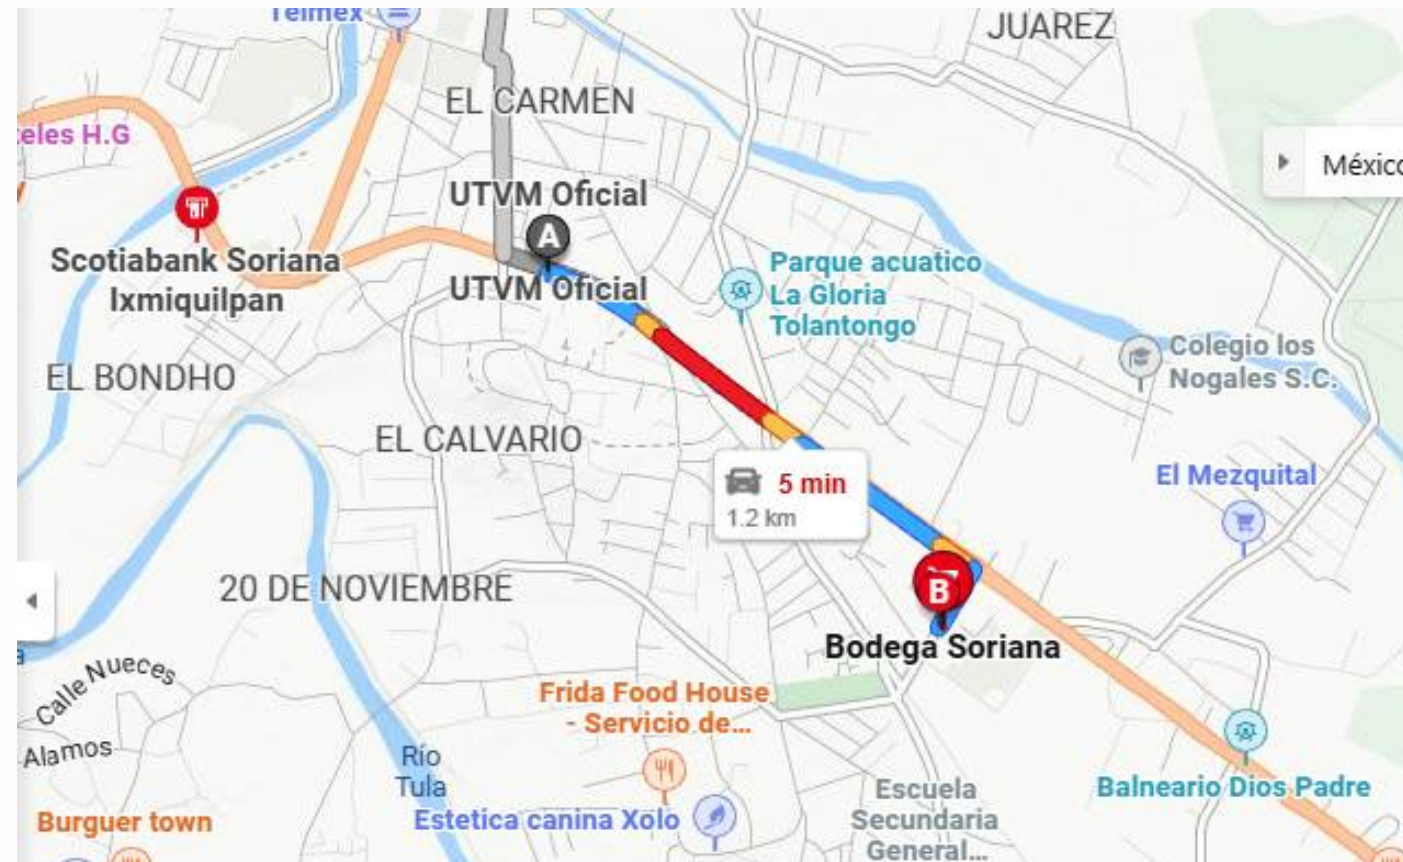 Telmex
JUAREZ
EL CARMEN
eles H.G
México
UTVM Oficial
A
Scotiabank Soriana
Ixmiquilpan
UTVM Oficial
Parque acuatico
La Gloria
Tolantongo
Colegio los
Nogales S.C.
EL BONDHO
EL CALVARIO
5 min
1.2 km
El Mezquital
20 DE NOVIEMBRE
B
Bodega Soriana
a
Calle Nueces
Frida Food House
- Servicio de...
Alamos
Río
Tula
Balneario Dios Padre
Burguer town
Estetica canina Xolo
Escuela
Secundaria
General...